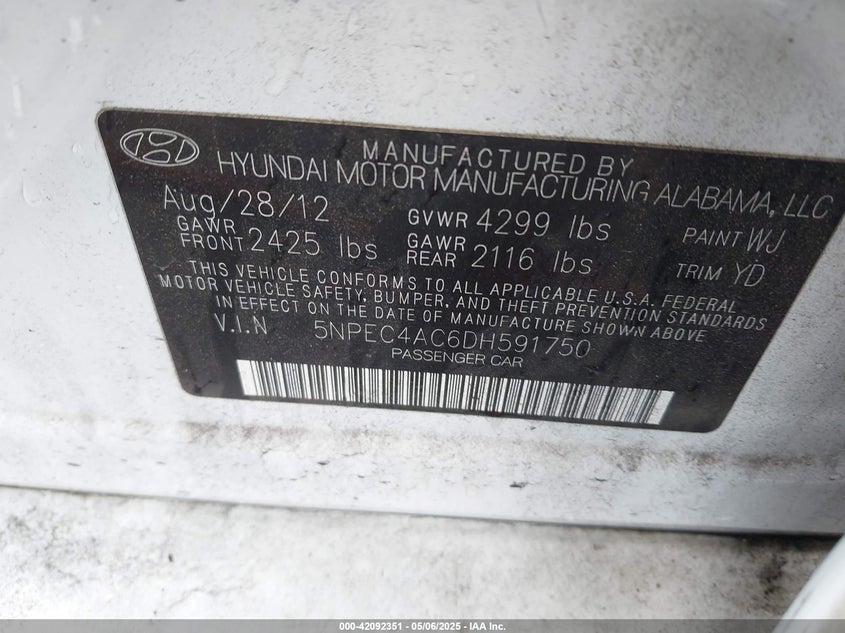 MANUFACTURED BY
HYUNDAI MOTOR MANUFACTURING ALABAMA, LLC
Aug/28/12 GVWR 4299 lbs PAINT WJ
GAWR FRONT 2425 lbs GAWR REAR 2116 lbs TRIM YD
THIS VEHICLE CONFORMS TO ALL APPLICABLE U.S.A. FEDERAL
MOTOR VEHICLE SAFETY, BUMPER, AND THEFT PREVENTION STANDARDS
IN EFFECT ON THE DATE OF MANUFACTURE SHOWN ABOVE
V.I.N 5NPEC4AC6DH591750
PASSENGER CAR
000-42092351 - 05/06/2025 - IAA Inc.